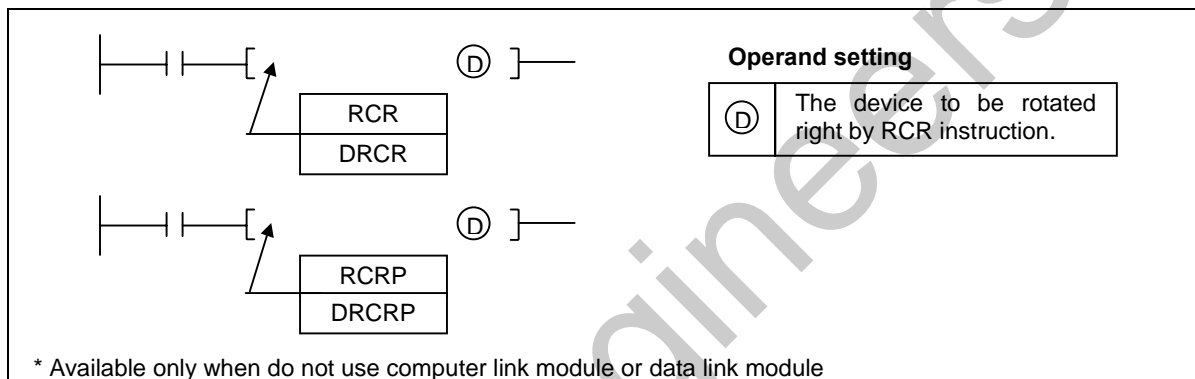 D
RCR
DRCR
D
RCRP
DRCRP
Operand setting
D The device to be rotated
right by RCR instruction.
* Available only when do not use computer link module or data link module
gineers